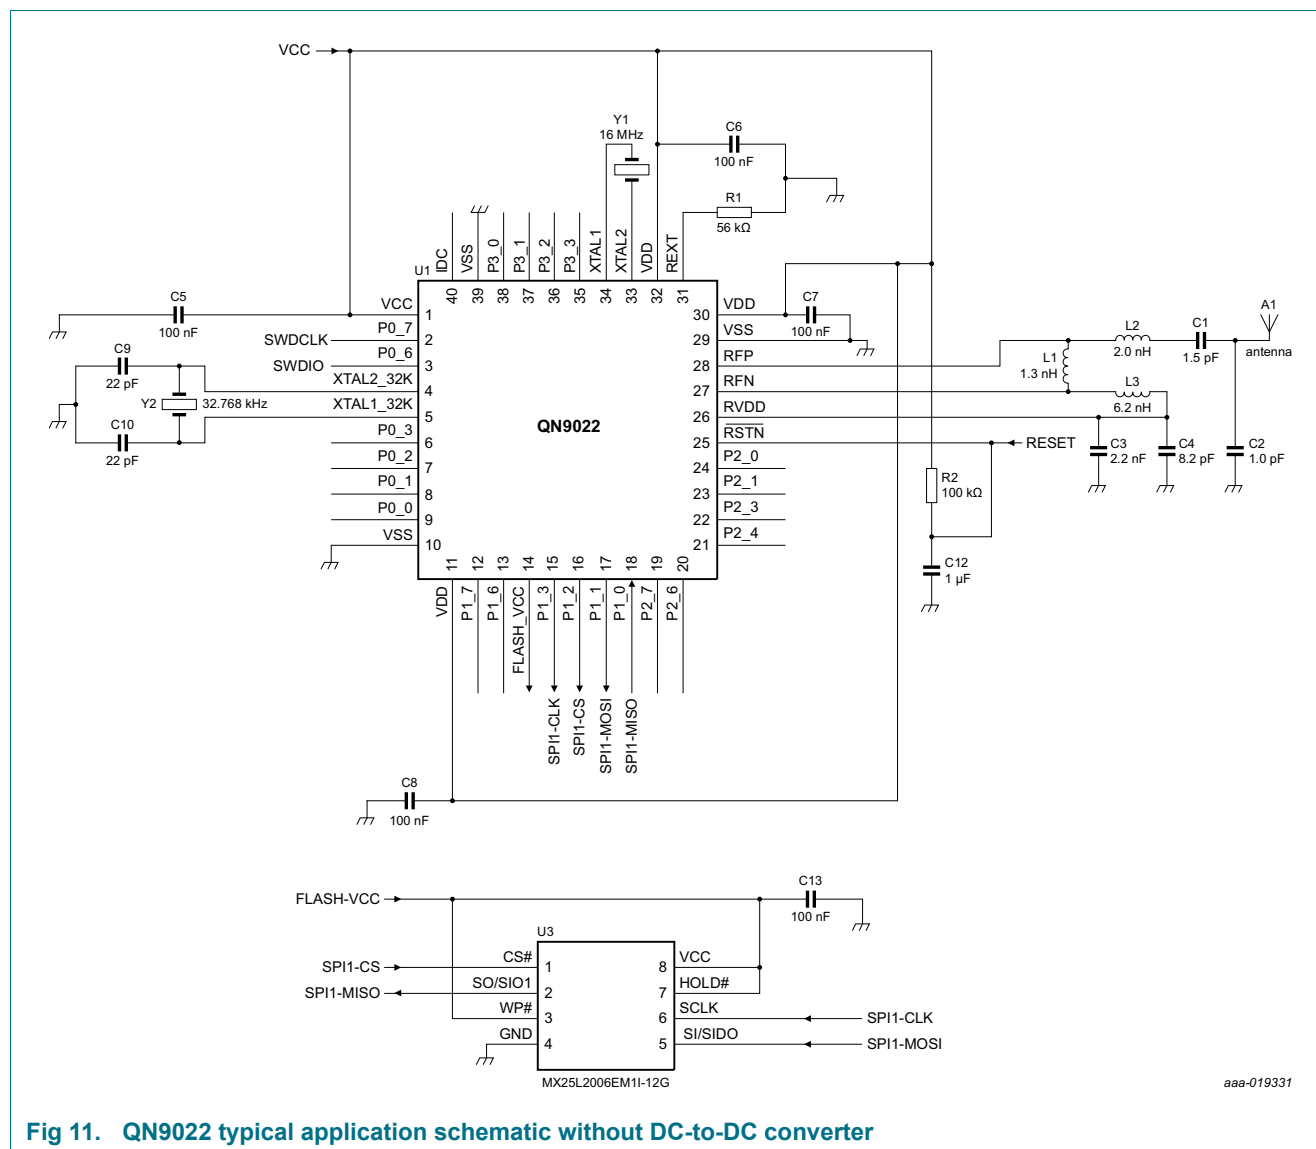 VCC
Y1
16 MHz
C6
100 nF
R1
56 kΩ
IDC
VSS
P3_0
P3_1
P3_2
P3_3
XTAL1
XTAL2
VDD
REXT
U1
40
39
38
37
36
35
34
33
32
31
C5
100 nF
VCC
1
SWDCLK
P0_7
2
SWDIO
P0_6
3
C9
22 pF
XTAL2_32K
4
Y2
32.768 kHz
XTAL1_32K
5
C10
22 pF
P0_3
6
P0_2
7
P0_1
8
P0_0
9
VSS
10
QN9022
30
VDD
C7
100 nF
29
VSS
28
RFP
27
RFN
26
RVDD
25
RSTN
RESET
24
P2_0
23
P2_1
22
P2_3
21
P2_4
L1
1.3 nH
L2
2.0 nH
C1
1.5 pF
A1
antenna
L3
6.2 nH
C3
2.2 nF
C4
8.2 pF
C2
1.0 pF
R2
100 kΩ
C12
1 µF
11
12
13
14
15
16
17
18
19
20
VDD
P1_7
P1_6
FLASH_VCC
P1_3
P1_2
P1_1
P1_0
P2_7
P2_6
SPI1-CLK
SPI1-CS
SPI1-MOSI
SPI1-MISO
C8
100 nF
FLASH-VCC
C13
100 nF
U3
SPI1-CS
CS#
1
8
VCC
SPI1-MISO
SO/SIO1
2
7
HOLD#
WP#
3
6
SCLK
SPI1-CLK
GND
4
5
SI/SIDO
SPI1-MOSI
MX25L2006EM1I-12G
aaa-019331
Fig 11. QN9022 typical application schematic without DC-to-DC converter